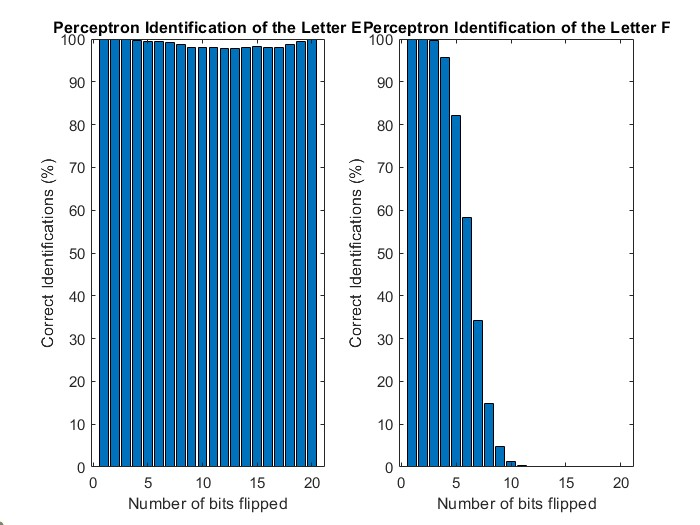 Perceptron Identification of the Letter E
100
90
80
70
60
50
40
30
20
10
0
Correct Identifications (%)
0 5 10 15 20
Number of bits flipped
Perceptron Identification of the Letter F
100
90
80
70
60
50
40
30
20
10
0
Correct Identifications (%)
0 5 10 15 20
Number of bits flipped